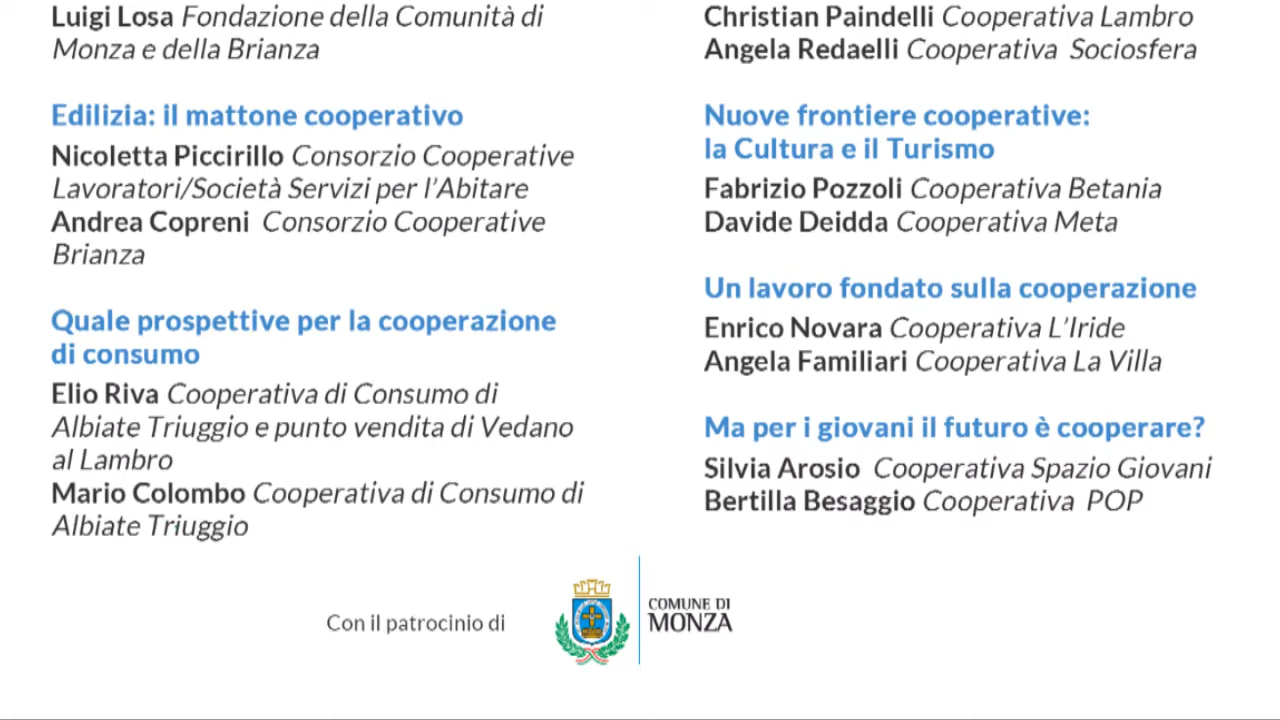 Luigi Losa Fondazione della Comunità di
Monza e della Brianza
Edilizia: il mattone cooperativo
Nicoletta Piccirillo Consorzio Cooperative
Lavoratori/Società Servizi per l’Abitare
Andrea Copreni Consorzio Cooperative
Brianza
Quale prospettive per la cooperazione
di consumo
Elio Riva Cooperativa di Consumo di
Albiate Triuggio e punto vendita di Vedano
al Lambro
Mario Colombo Cooperativa di Consumo di
Albiate Triuggio
Christian Paindelli Cooperativa Lambro
Angela Redaelli Cooperativa Sociosfera
Nuove frontiere cooperative:
la Cultura e il Turismo
Fabrizio Pozzoli Cooperativa Betania
Davide Deidda Cooperativa Meta
Un lavoro fondato sulla cooperazione
Enrico Novara Cooperativa L’Iride
Angela Familiari Cooperativa La Villa
Ma per i giovani il futuro è cooperare?
Silvia Arosio Cooperativa Spazio Giovani
Bertilla Besaggio Cooperativa POP
Con il patrocinio di
COMUNE DI
MONZA